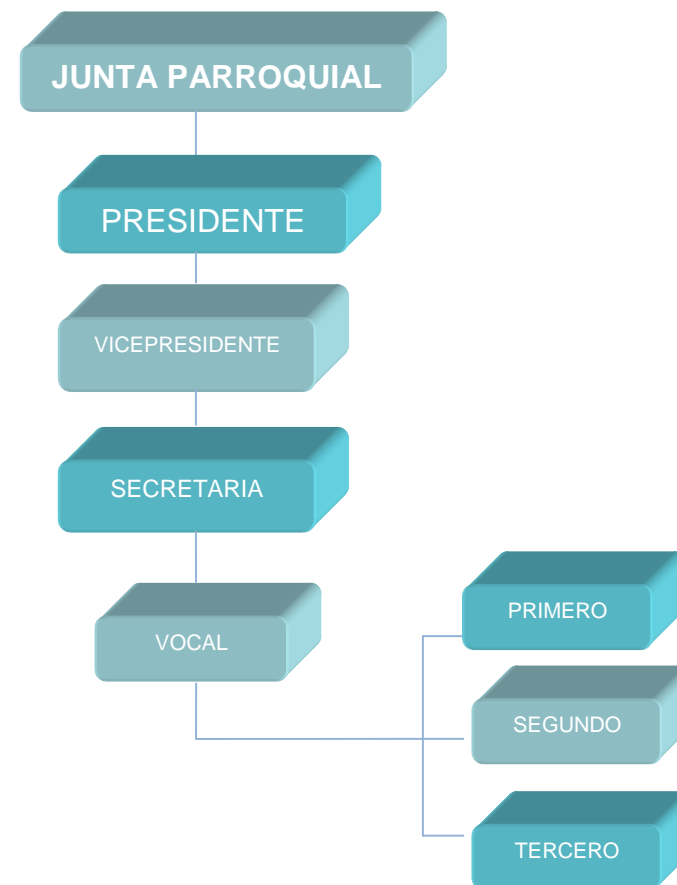 JUNTA PARROQUIAL
PRESIDENTE
VICEPRESIDENTE
SECRETARIA
VOCAL
PRIMERO
SEGUNDO
TERCERO